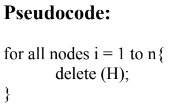 Pseudocode:
for all nodes i = 1 to n{
delete (H);
}